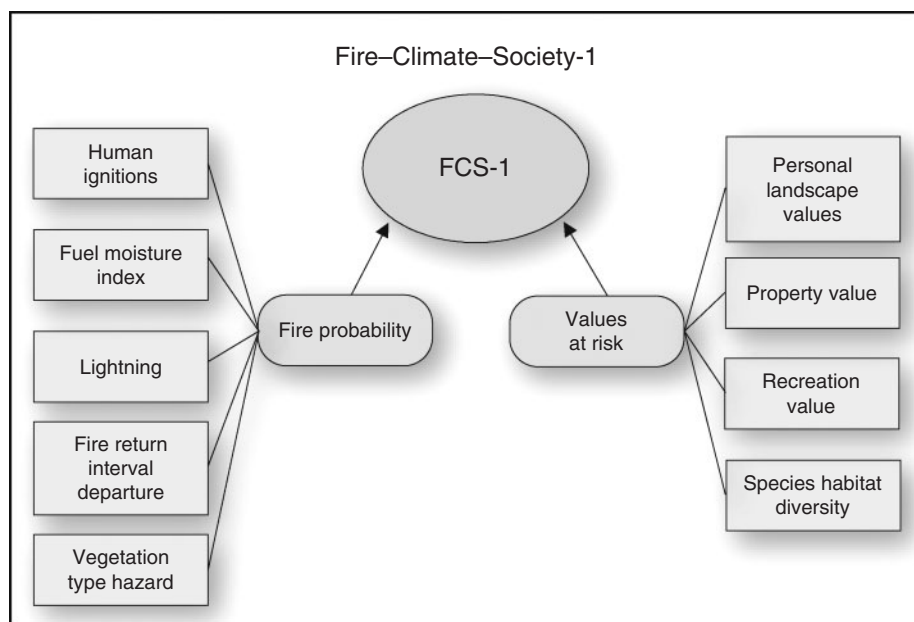 Fire–Climate–Society-1
FCS-1
Human
ignitions
Fuel moisture
index
Lightning
Fire return
interval
departure
Vegetation
type hazard
Fire probability
Values
at risk
Personal
landscape
values
Property value
Recreation
value
Species habitat
diversity